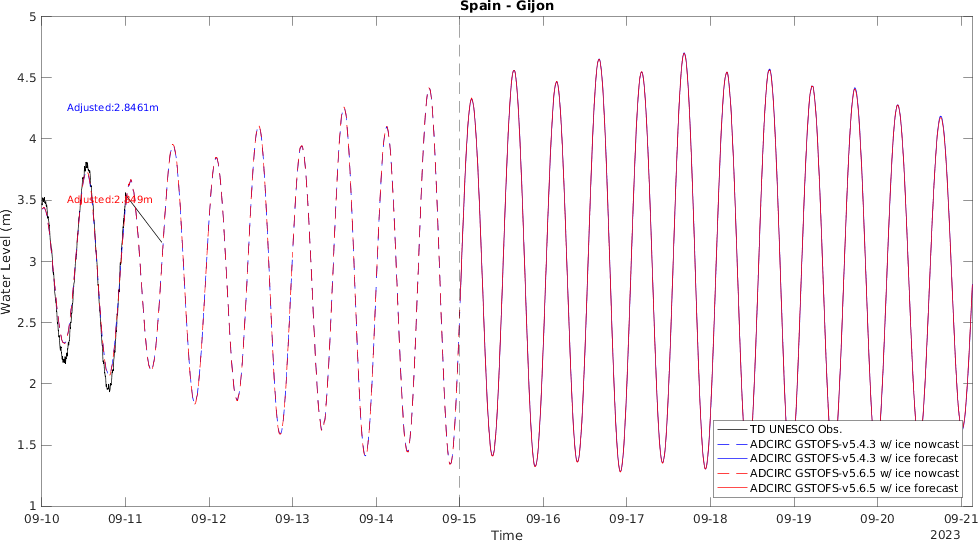 Spain - Gijon
5
4.5
4
3.5
3
2.5
2
1.5
1
Water Level (m)
Adjusted:2.8461m
Adjusted:2.849m
TD UNESCO Obs.
ADCIRC GSTOFS-v5.4.3 w/ ice nowcast
ADCIRC GSTOFS-v5.4.3 w/ ice forecast
ADCIRC GSTOFS-v5.6.5 w/ ice nowcast
ADCIRC GSTOFS-v5.6.5 w/ ice forecast
09-10 09-11 09-12 09-13 09-14 09-15 09-16 09-17 09-18 09-19 09-20 09-21
Time
2023